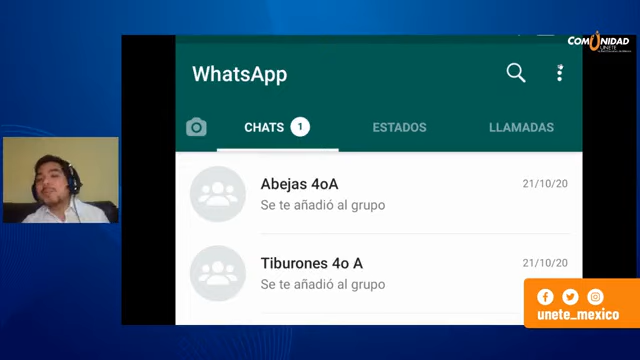 COMUNIDAD
UNETE
WhatsApp
CHATS 1
ESTADOS
LLAMADAS
Abejas 4oA
21/10/20
Se te añadió al grupo
Tiburones 4o A
21/10/20
Se te añadió al grupo
unete_mexico